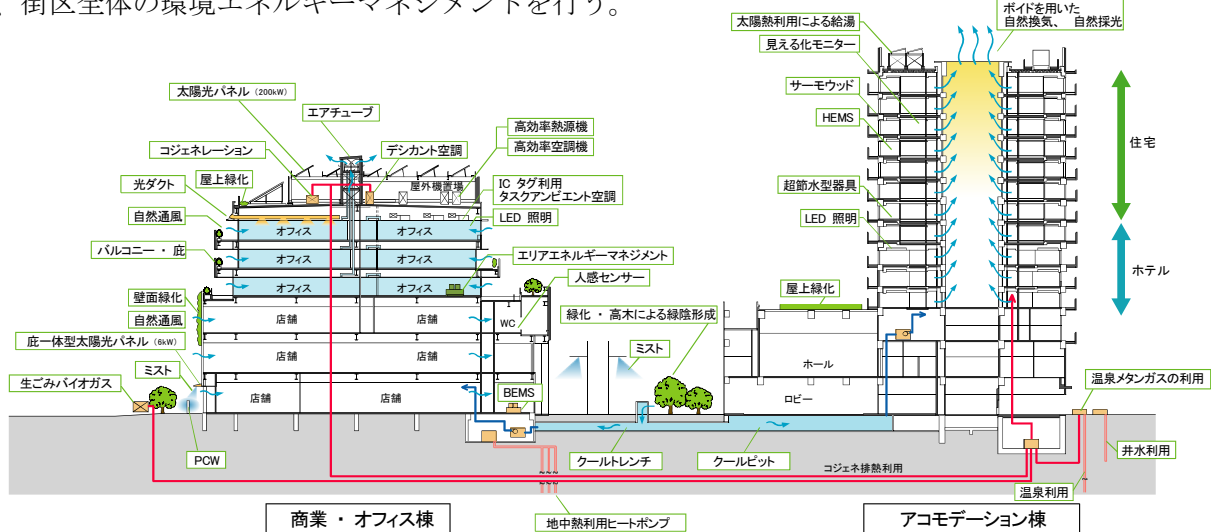 、街区全体の環境エネルギーマネジメントを行う。
ボイドを用いた
自然換気、 自然採光
太陽熱利用による給湯
見える化モニター
サーモウッド
HEMS
超節水型器具
LED 照明
住宅
ホテル
太陽光パネル (200kW)
エアチューブ
高効率熱源機
高効率空調機
コジェネレーション
デシカント空調
光ダクト
屋上緑化
屋外機置場
IC タグ利用
タスクアンビエント空調
自然通風
LED 照明
オフィス
オフィス
バルコニー ・ 庇
オフィス
オフィス
エリアエネルギーマネジメント
人感センサー
オフィス
オフィス
壁面緑化
自然通風
店舗
店舗
WC
緑化 ・ 高木による緑陰形成
屋上緑化
庇一体型太陽光パネル (6kW)
店舗
店舗
ミスト
ホール
生ごみバイオガス
ミスト
店舗
店舗
BEMS
ロビー
温泉メタンガスの利用
PCW
クールトレンチ
クールピット
コジェネ排熱利用
井水利用
温泉利用
商業 ・ オフィス棟
地中熱利用ヒートポンプ
アコモデーション棟